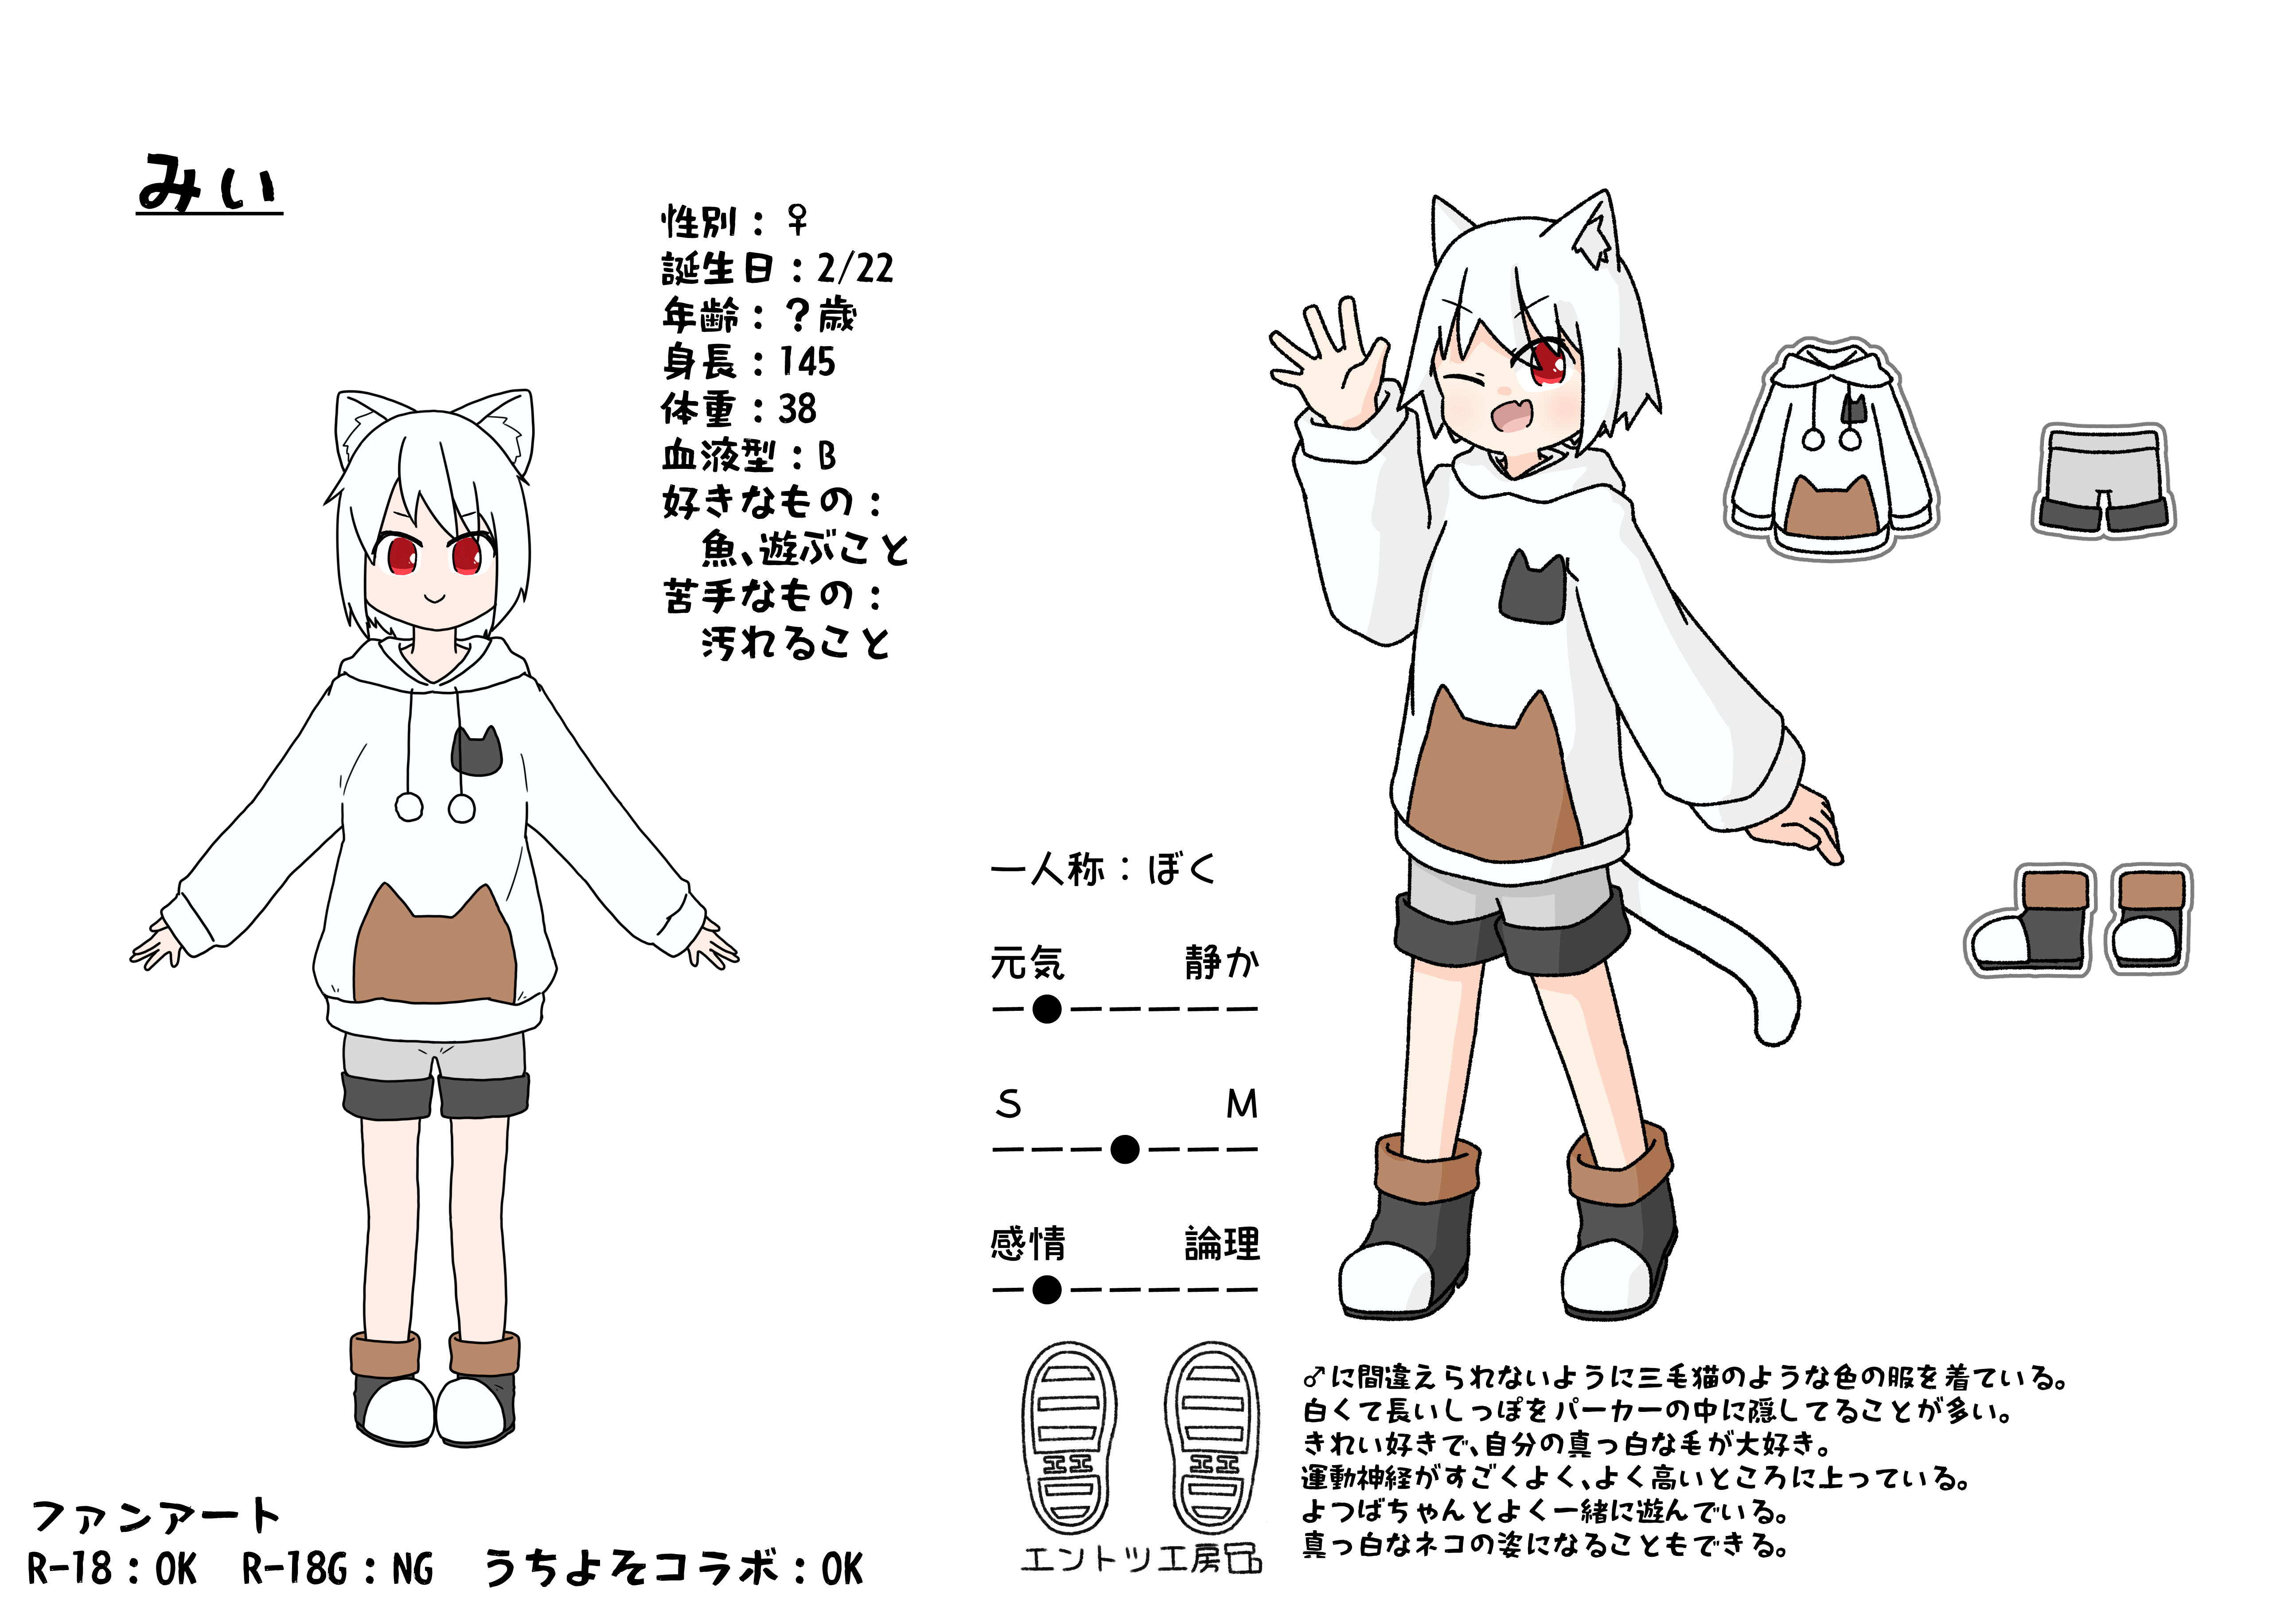 みぃ
性別：♀
誕生日：2/22
年齢：？歳
身長：145
体重：38
血液型：B
好きなもの：
魚、遊ぶこと
苦手なもの：
汚れること
一人称：ぼく
元気 静か
S M
感情 論理
♂に間違えられないように三毛猫のような色の服を着ている。
白くて長いしっぽをパーカーの中に隠してることが多い。
きれい好きで、自分の真っ白な毛が大好き。
運動神経がすごくよく、よく高いところに上っている。
よつばちゃんとよく一緒に遊んでいる。
真っ白なネコの姿になることもできる。
エントツ工房
ファンアート
R-18：OK R-18G：NG うちよそコラボ：OK